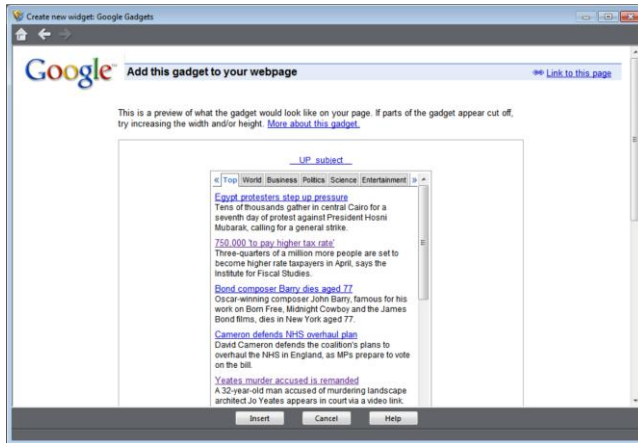 Create new widget: Google Gadgets
Google™ Add this gadget to your webpage Link to this page
This is a preview of what the gadget would look like on your page. If parts of the gadget appear cut off,
try increasing the width and/or height. More about this gadget.
UP_subject
« Top World Business Politics Science Entertainment »
Egypt protesters step up pressure
Tens of thousands gather in central Cairo for a
seventh day of protest against President Hosni
Mubarak, calling for a general strike.
750,000 'to pay higher tax rate'
Three-quarters of a million more people are set to
become higher rate taxpayers in April, says the
Institute for Fiscal Studies.
Bond composer Barry dies aged 77
Oscar-winning composer John Barry, famous for his
work on Born Free, Midnight Cowboy and the James
Bond films, dies in New York aged 77.
Cameron defends NHS overhaul plan
David Cameron defends the coalition's plans to
overhaul the NHS in England, as MPs prepare to vote
on the bill.
Yeates murder accused is remanded
A 32-year-old man accused of murdering landscape
architect Jo Yeates appears in court via a video link.
Insert Cancel Help